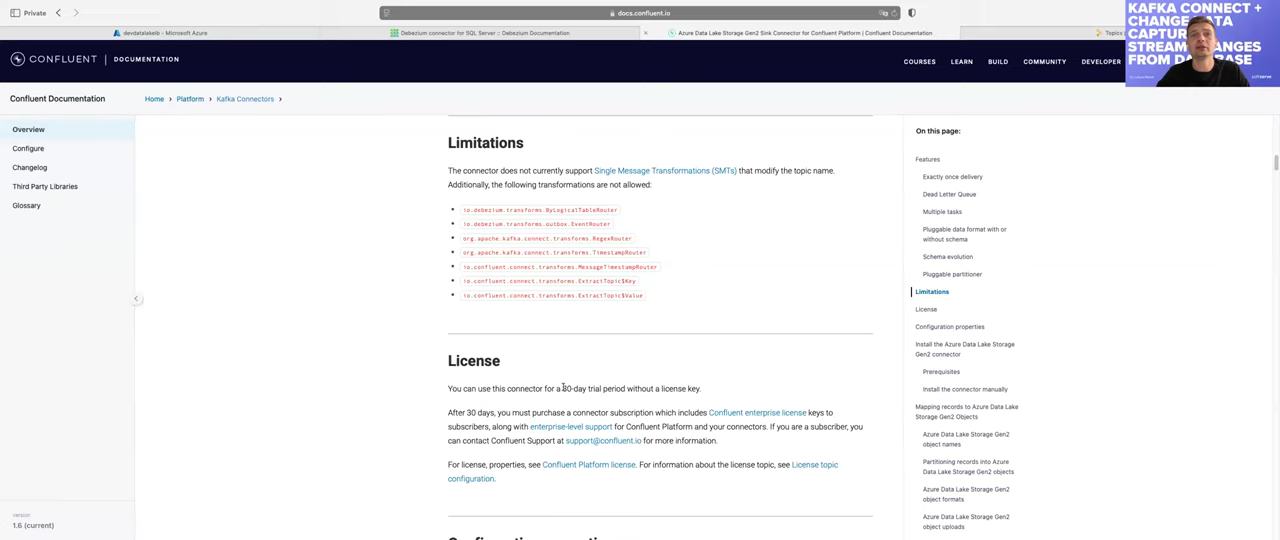 Private
docs.confluent.io
devdatalakeib – Microsoft Azure
Debezium connector for SQL Server :: Debezium Documentation
Azure Data Lake Storage Gen2 Sink Connector for Confluent Platform | Confluent Documentation
Topics
KAFKA CONNECT +
CHANGE DATA
CAPTURE
STREAM CHANGES
FROM DATABASE
softserve
CONFLUENT | DOCUMENTATION
COURSES LEARN BUILD COMMUNITY DEVELOPER
Confluent Documentation
Home > Platform > Kafka Connectors >
Overview
Configure
Changelog
Third Party Libraries
Glossary
version
1.6 (current)
Limitations
The connector does not currently support Single Message Transformations (SMTs) that modify the topic name.
Additionally, the following transformations are not allowed:
• io.debezium.transforms.ByLogicalTableRouter
• io.debezium.transforms.outbox.EventRouter
• org.apache.kafka.connect.transforms.RegexRouter
• org.apache.kafka.connect.transforms.TimestampRouter
• io.confluent.connect.transforms.MessageTimestampRouter
• io.confluent.connect.transforms.ExtractTopic$Key
• io.confluent.connect.transforms.ExtractTopic$Value
License
You can use this connector for a 30-day trial period without a license key.
After 30 days, you must purchase a connector subscription which includes Confluent enterprise license keys to
subscribers, along with enterprise-level support for Confluent Platform and your connectors. If you are a subscriber, you
can contact Confluent Support at support@confluent.io for more information.
For license, properties, see Confluent Platform license. For information about the license topic, see License topic
configuration.
On this page:
Features
Exactly once delivery
Dead Letter Queue
Multiple tasks
Pluggable data format with or
without schema
Schema evolution
Pluggable partitioner
Limitations
License
Configuration properties
Install the Azure Data Lake Storage
Gen2 connector
Prerequisites
Install the connector manually
Mapping records to Azure Data Lake
Storage Gen2 Objects
Azure Data Lake Storage Gen2
object names
Partitioning records into Azure
Data Lake Storage Gen2 objects
Azure Data Lake Storage Gen2
object formats
Azure Data Lake Storage Gen2
object uploads